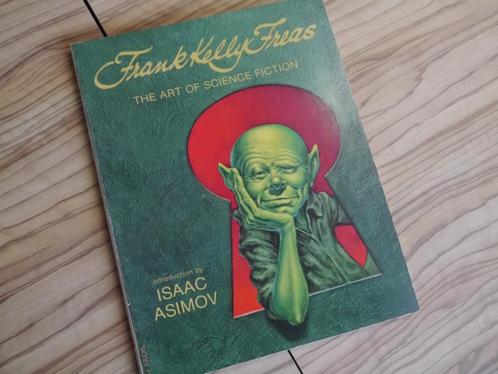 Frank Kelly Freas
THE ART OF SCIENCE FICTION
introduction by
ISAAC
ASIMOV